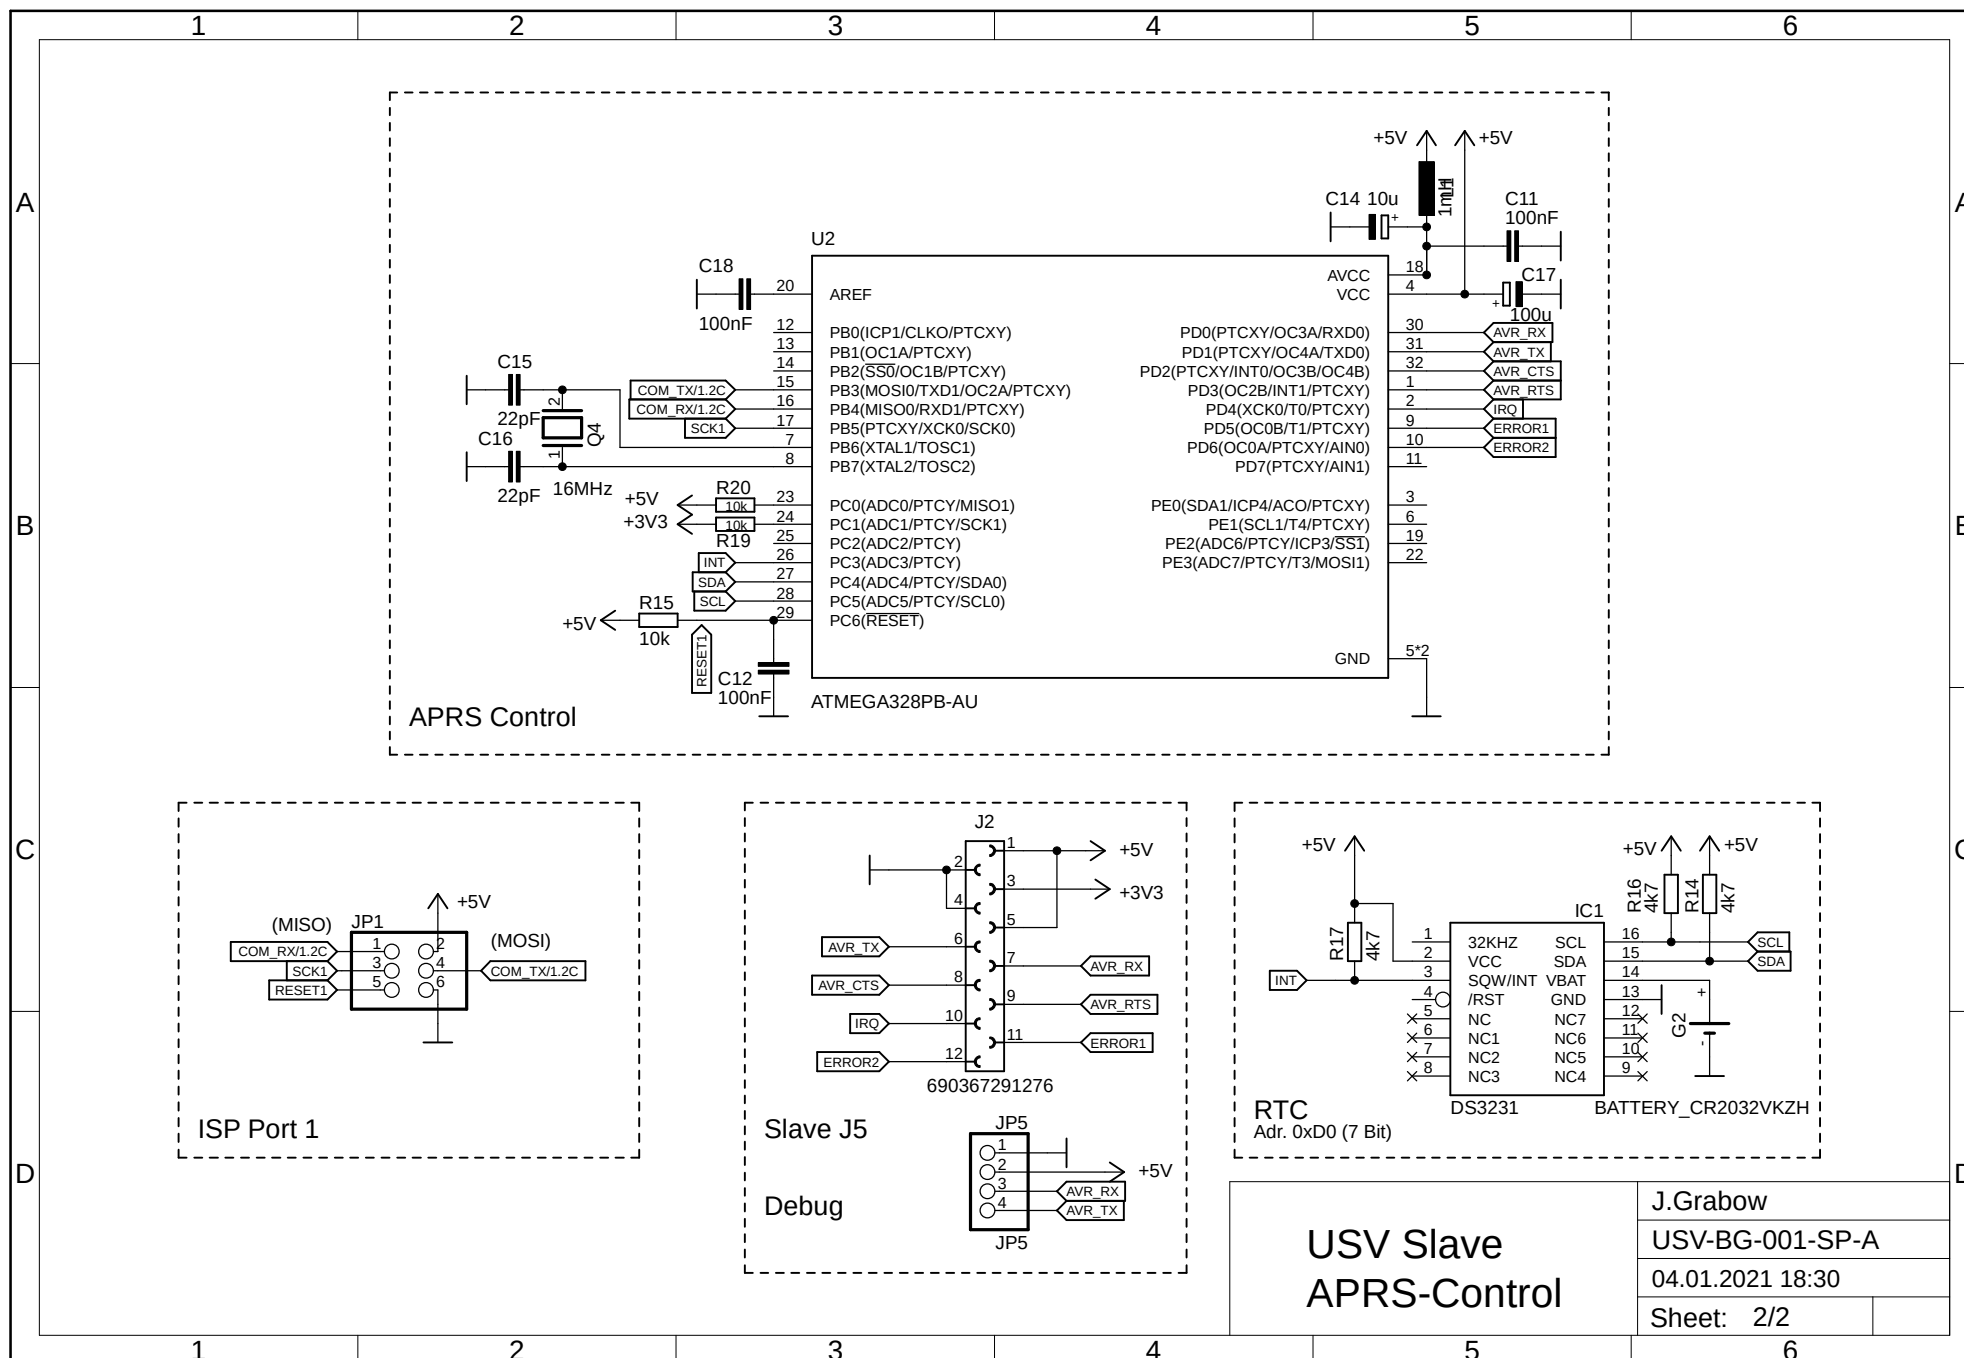 1 2 3 4 5 6
A
B
C
D
+5V +5V
1mH
C14 10u
C11
100nF
U2
C18
100nF
20 AREF
12 PB0(ICP1/CLKO/PTCXY)
13 PB1(OC1A/PTCXY)
14 PB2(SS0/OC1B/PTCXY)
COM_TX/1.2C 15 PB3(MOSI0/TXD1/OC2A/PTCXY)
COM_RX/1.2C 16 PB4(MISO0/RXD1/PTCXY)
SCK1 17 PB5(PTCXY/XCK0/SCK0)
7 PB6(XTAL1/TOSC1)
8 PB7(XTAL2/TOSC2)
C15
22pF
C16
22pF
2
1
Q4
16MHz
+5V R20 10k 23 PC0(ADC0/PTCY/MISO1)
+3V3 10k R19 24 PC1(ADC1/PTCY/SCK1)
25 PC2(ADC2/PTCY)
INT 26 PC3(ADC3/PTCY)
SDA 27 PC4(ADC4/PTCY/SDA0)
SCL 28 PC5(ADC5/PTCY/SCL0)
29 PC6(RESET)
+5V R15
10k
RESET1
C12
100nF
AVCC 18
VCC 4
C17
+
100u
PD0(PTCXY/OC3A/RXD0) 30 AVR_RX
PD1(PTCXY/OC4A/TXD0) 31 AVR_TX
PD2(PTCXY/INT0/OC3B/OC4B) 32 AVR_CTS
PD3(OC2B/INT1/PTCXY) 1 AVR_RTS
PD4(XCK0/T0/PTCXY) 2 IRQ
PD5(OC0B/T1/PTCXY) 9 ERROR1
PD6(OC0A/PTCXY/AIN0) 10 ERROR2
PD7(PTCXY/AIN1) 11
PE0(SDA1/ICP4/ACO/PTCXY) 3
PE1(SCL1/T4/PTCXY) 6
PE2(ADC6/PTCY/ICP3/SS1) 19
PE3(ADC7/PTCY/T3/MOSI1) 22
GND 5*2
ATMEGA328PB-AU
APRS Control
+5V
(MISO) JP1
(MOSI)
COM_RX/1.2C 1 2
SCK1 3 4 COM_TX/1.2C
RESET1 5 6
ISP Port 1
J2
1 +5V
2
3 +3V3
4
5
AVR_TX 6
7 AVR_RX
AVR_CTS 8
9 AVR_RTS
IRQ 10
11 ERROR1
ERROR2 12
690367291276
Slave J5
JP5
1
2 +5V
3 AVR_RX
4 AVR_TX
JP5
Debug
+5V +5V +5V
R17 4k7
R16 4k7
R14 4k7
IC1
1 32KHZ SCL 16 SCL
2 VCC SDA 15 SDA
INT 3 SQW/INT VBAT 14
4 /RST GND 13
5 NC NC7 12
6 NC1 NC6 11
7 NC2 NC5 10
8 NC3 NC4 9
+
G2
-
DS3231 BATTERY_CR2032VKZH
RTC
Adr. 0xD0 (7 Bit)
USV Slave
APRS-Control
J.Grabow
USV-BG-001-SP-A
04.01.2021 18:30
Sheet: 2/2
1 2 3 4 5 6